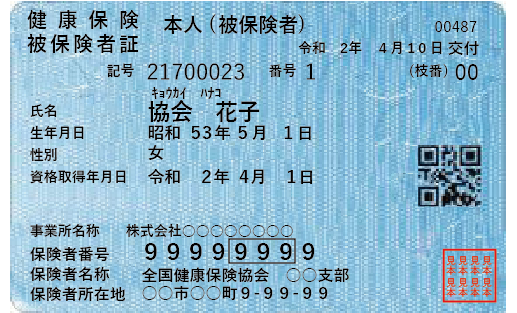 健康保険 本人（被保険者） 00487
被保険者証 令和 2年 4月10日 交付
記号 21700023 番号 1 （枝番）00
ｷｮｳｶｲ ﾊﾅｺ
氏名 協会 花子
生年月日 昭和 53年 5月 1日
性別 女
資格取得年月日 令和 2年 4月 1日
事業所名称 株式会社○○○○○○○○
保険者番号 99999999
保険者名称 全国健康保険協会 ○○支部
保険者所在地 ○○市○○町9-99-99